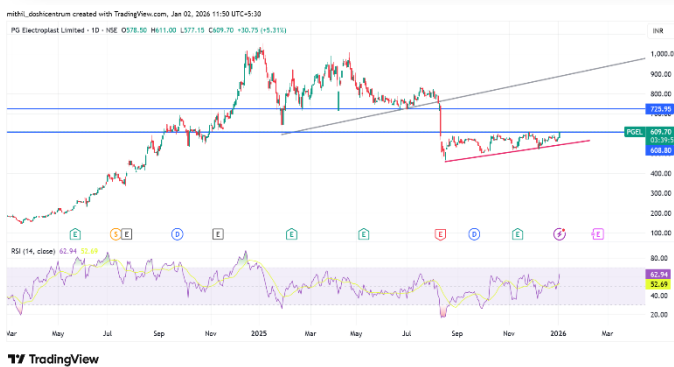 mithil_doshicentrum created with TradingView.com, Jan 02, 2026 11:50 UTC+5:30
PG Electroplast Limited · 1D · NSE O578.50 H611.00 L577.15 C609.70 +30.75 (+5.31%)
INR
1,000.00
900.00
800.00
725.95
PGEL 609.70
03:39:5
608.80
400.00
300.00
200.00
100.00
E S E D E E E E D E E
RSI (14, close) 62.94 52.69
80.00
62.94
52.69
40.00
20.00
Mar May Jul Sep Nov 2025 Mar May Jul Sep Nov 2026 Mar
TradingView